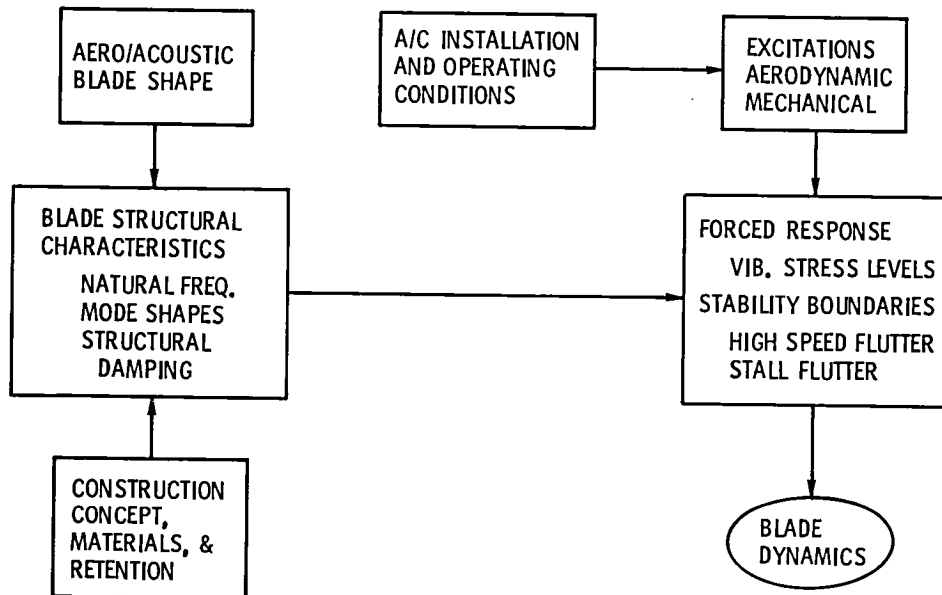 AERO/ACOUSTIC
BLADE SHAPE
A/C INSTALLATION
AND OPERATING
CONDITIONS
EXCITATIONS
AERODYNAMIC
MECHANICAL
BLADE STRUCTURAL
CHARACTERISTICS
NATURAL FREQ.
MODE SHAPES
STRUCTURAL
DAMPING
FORCED RESPONSE
VIB. STRESS LEVELS
STABILITY BOUNDARIES
HIGH SPEED FLUTTER
STALL FLUTTER
CONSTRUCTION
CONCEPT,
MATERIALS, &
RETENTION
BLADE
DYNAMICS